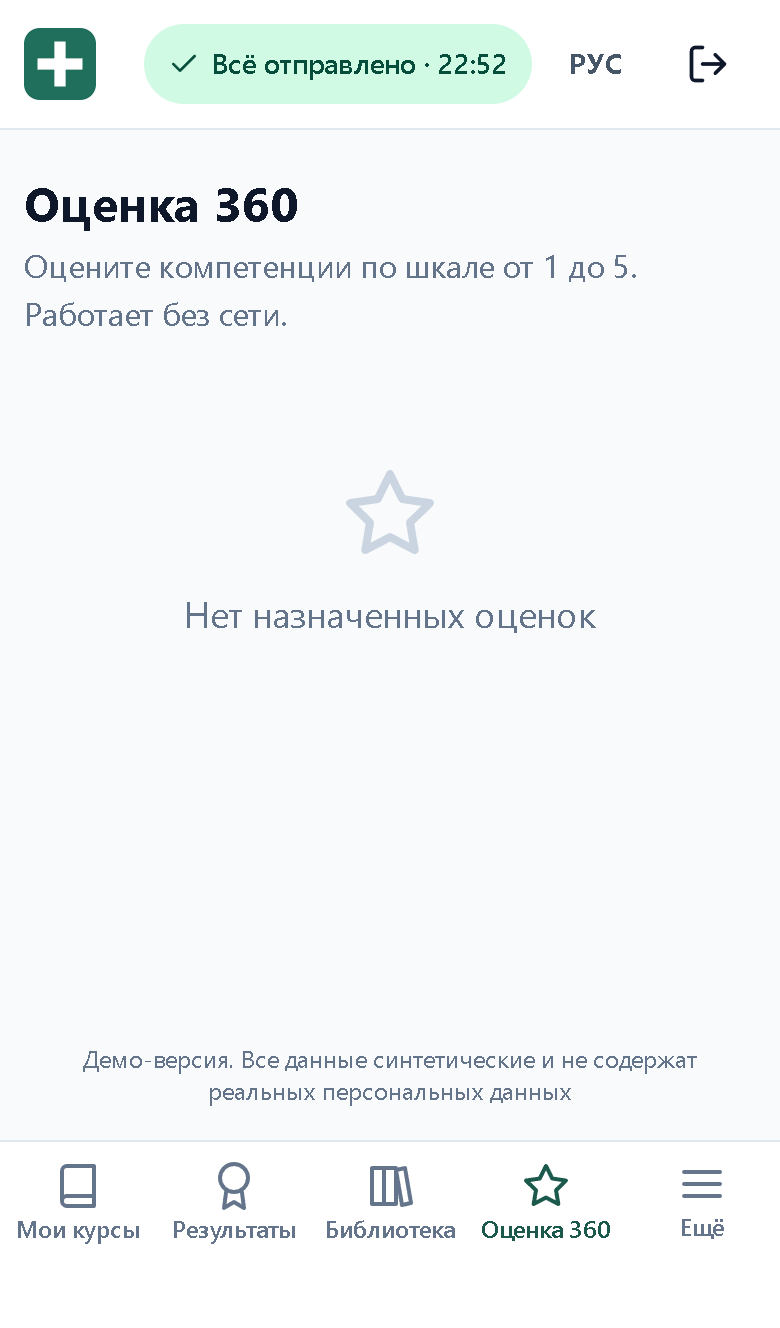 Всё отправлено · 22:52
РУС
Оценка 360
Оцените компетенции по шкале от 1 до 5.
Работает без сети.
Нет назначенных оценок
Демо-версия. Все данные синтетические и не содержат
реальных персональных данных
Мои курсы
Результаты
Библиотека
Оценка 360
Ещё